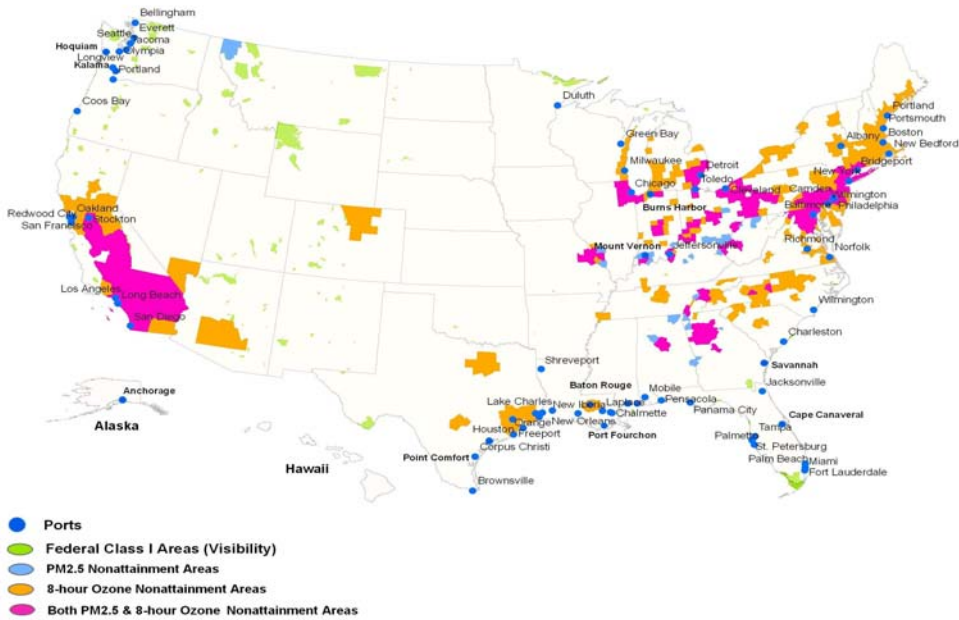 Bellingham
Everett
Seattle
Tacoma
Hoquiam
Olympia
Longview
Kalama
Portland
Coos Bay
Duluth
Green Bay
Milwaukee
Chicago
Detroit
Toledo
Cleveland
Burns Harbor
Mount Vernon
Jeffersonville
Portland
Portsmouth
Albany
Boston
New Bedford
Bridgeport
New York
Camden
Wilmington
Baltimore
Philadelphia
Richmond
Norfolk
Wilmington
Charleston
Savannah
Jacksonville
Cape Canaveral
Tampa
Palmetto
St. Petersburg
Palm Beach
Miami
Fort Lauderdale
Oakland
Redwood City
Stockton
San Francisco
Los Angeles
Long Beach
San Diego
Shreveport
Baton Rouge
Mobile
Lake Charles
New Iberia
Laplace
Pensacola
Orange
New Orleans
Chalmette
Panama City
Houston
Freeport
Port Fourchon
Corpus Christi
Point Comfort
Brownsville
Anchorage
Alaska
Hawaii
Ports
Federal Class I Areas (Visibility)
PM2.5 Nonattainment Areas
8-hour Ozone Nonattainment Areas
Both PM2.5 & 8-hour Ozone Nonattainment Areas